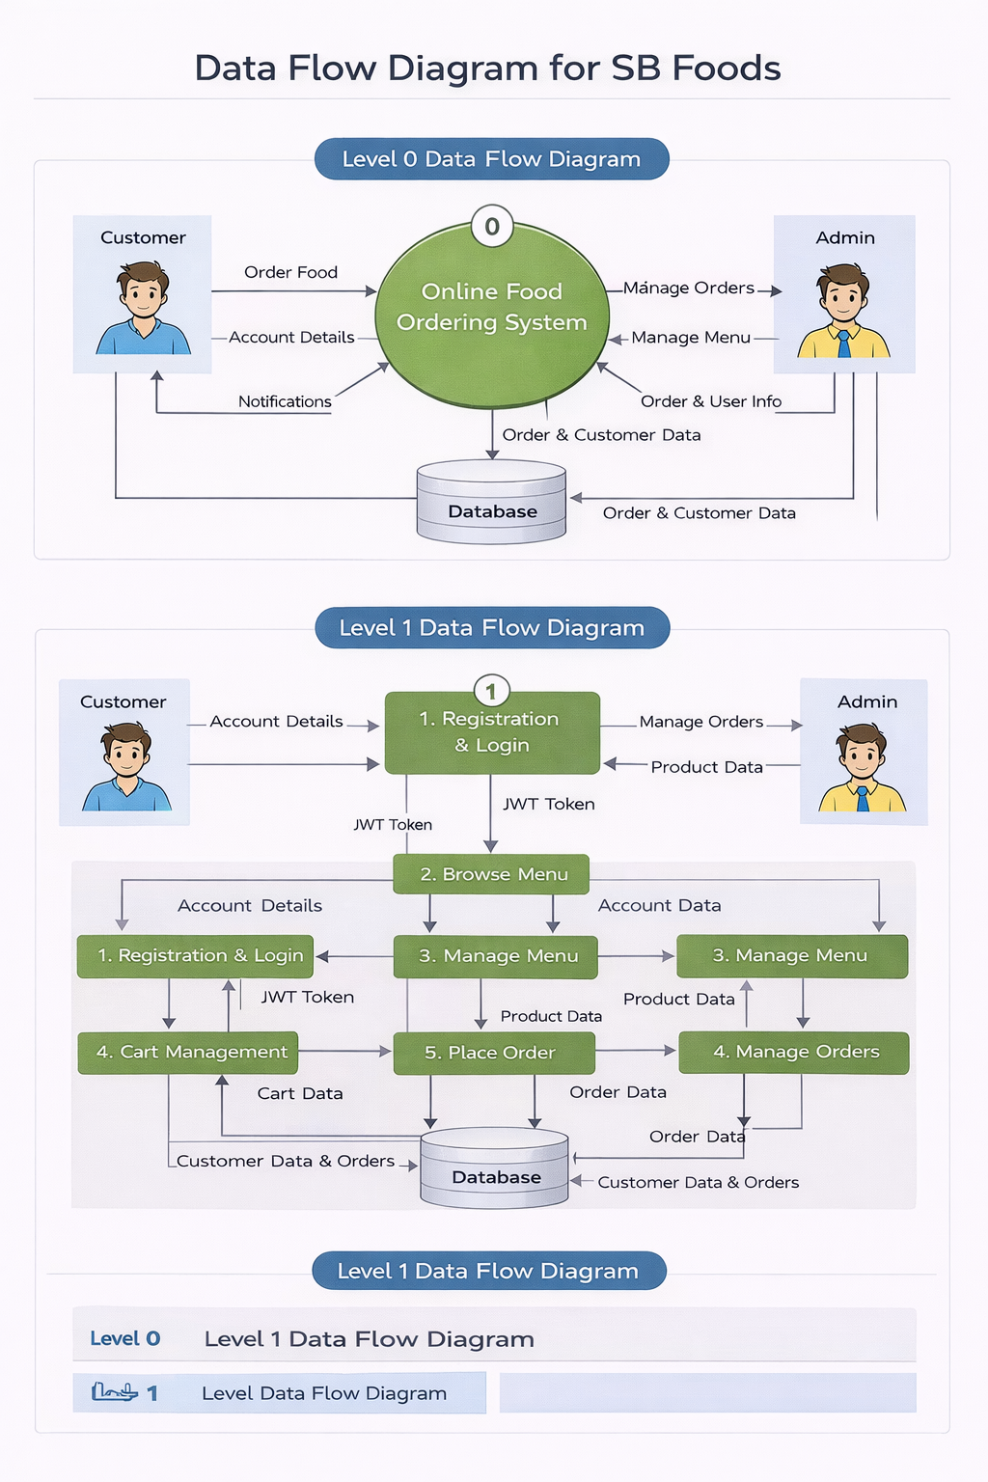 Data Flow Diagram for SB Foods
Level 0 Data Flow Diagram
Customer
0
Admin
Order Food
Online Food
Ordering System
Manage Orders
Account Details
Manage Menu
Notifications
Order & User Info
Order & Customer Data
Database
Order & Customer Data
Level 1 Data Flow Diagram
Customer
1
Admin
Account Details
1. Registration
& Login
Manage Orders
Product Data
JWT Token
JWT Token
2. Browse Menu
Account Details
Account Data
1. Registration & Login
3. Manage Menu
3. Manage Menu
JWT Token
Product Data
Product Data
4. Cart Management
5. Place Order
4. Manage Orders
Cart Data
Order Data
Order Data
Customer Data & Orders
Database
Customer Data & Orders
Level 1 Data Flow Diagram
Level 0
Level 1 Data Flow Diagram
1
Level Data Flow Diagram